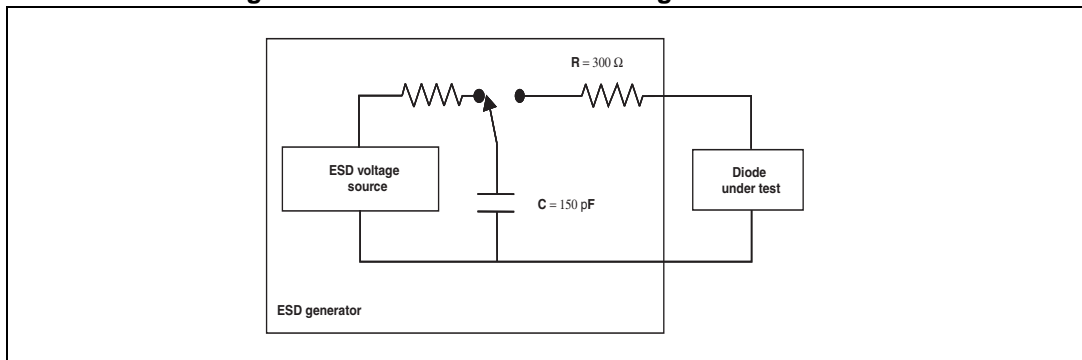 R = 300 Ω
ESD voltage
source
Diode
under test
C = 150 pF
ESD generator